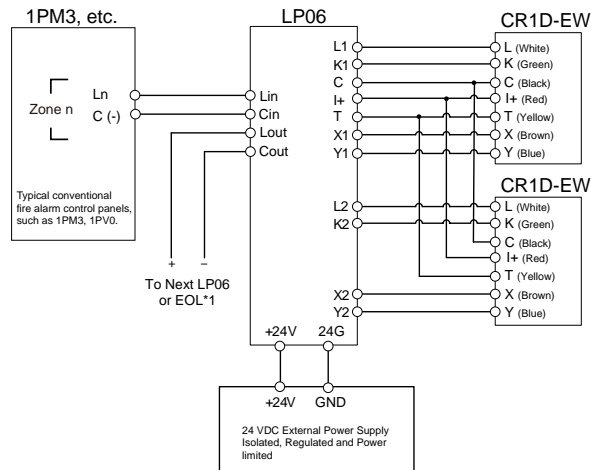 1PM3, etc.
LP06
CR1D-EW
Zone n
Ln
C (-)
Typical conventional
fire alarm control panels,
such as 1PM3, 1PV0.
Lin
Cin
Lout
Cout
+
−
To Next LP06
or EOL*1
L1
K1
C
I+
T
X1
Y1
L2
K2
X2
Y2
L (White)
K (Green)
C (Black)
I+ (Red)
T (Yellow)
X (Brown)
Y (Blue)
CR1D-EW
L (White)
K (Green)
C (Black)
I+ (Red)
T (Yellow)
X (Brown)
Y (Blue)
+24V 24G
+24V GND
24 VDC External Power Supply
Isolated, Regulated and Power
limited